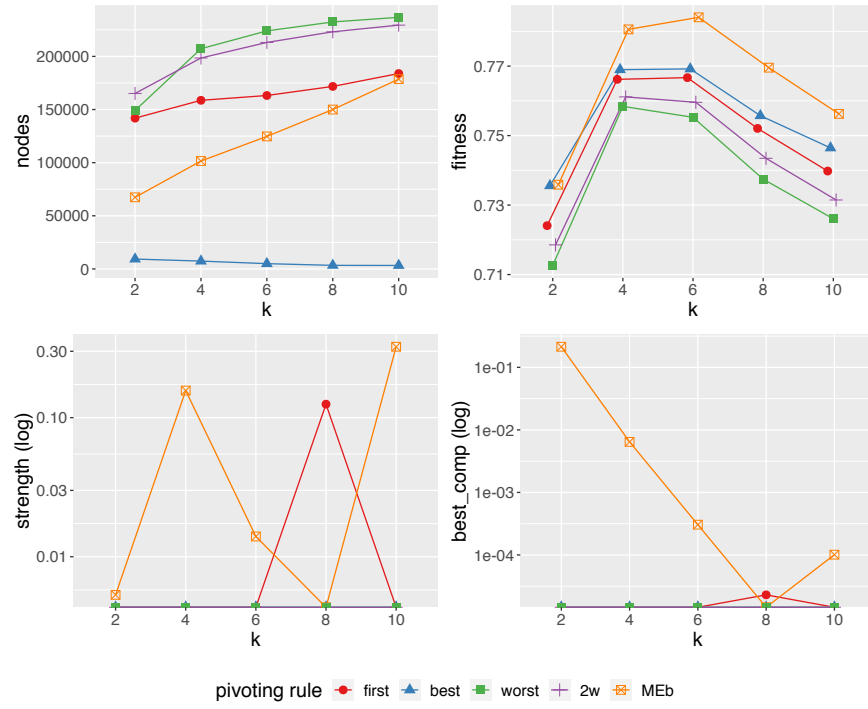 200000
150000
100000
50000
0
nodes
2 4 6 8 10
k
0.77
0.75
0.73
0.71
fitness
2 4 6 8 10
k
0.30
0.10
0.03
0.01
strength (log)
2 4 6 8 10
k
1e-01
1e-02
1e-03
1e-04
best_comp (log)
2 4 6 8 10
k
pivoting rule first best worst 2w MEb